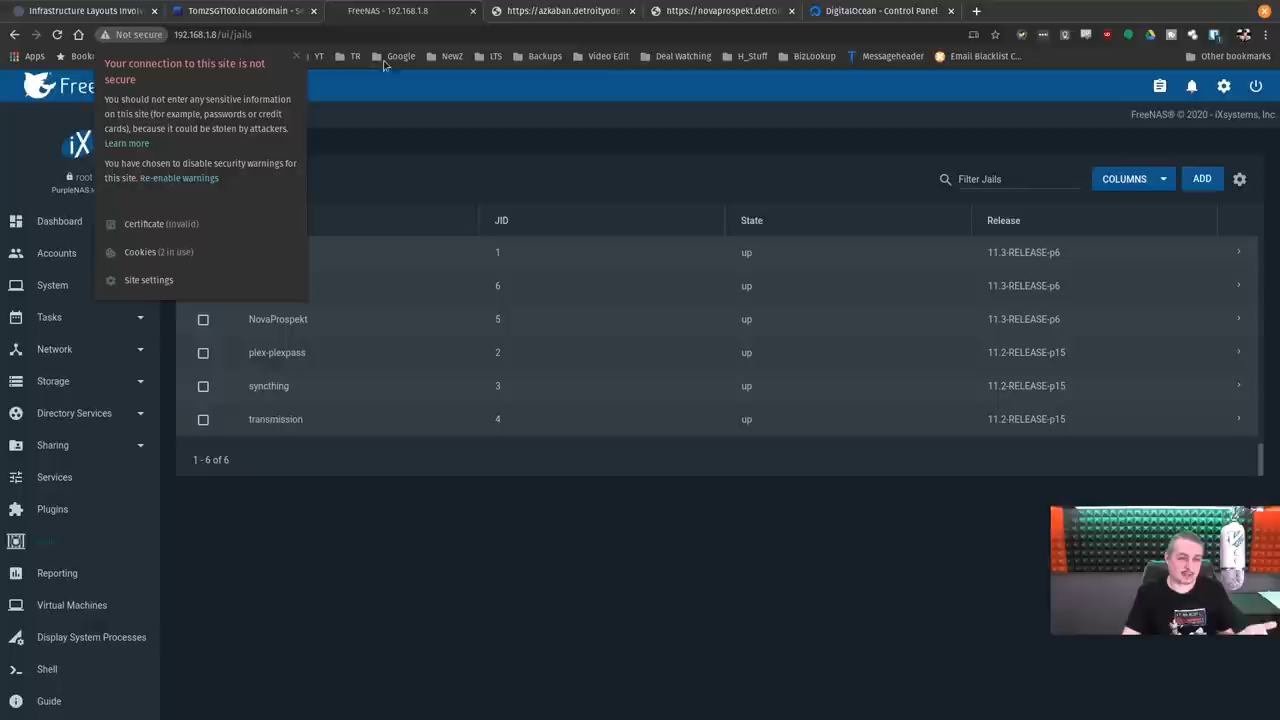 Infrastructure Layouts Involv
TomzSGT100.localdomain - Se
FreeNAS - 192.168.1.8
https://azkaban.detroityode
https://novaprospekt.detroi
DigitalOcean - Control Panel
Not secure
192.168.1.8/ui/jails
Apps
Book
YT
TR
Google
NewZ
LTS
Backups
Video Edit
Deal Watching
H_Stuff
BizLookup
Messageheader
Email Blacklist C...
Other bookmarks
Your connection to this site is not
secure
You should not enter any sensitive information
on this site (for example, passwords or credit
cards), because it could be stolen by attackers.
Learn more
You have chosen to disable security warnings for
this site. Re-enable warnings
Certificate (Invalid)
Cookies (2 in use)
Site settings
Free
FreeNAS® © 2020 - iXsystems, Inc.
iX
root
PurpleNAS.
Filter Jails
COLUMNS
ADD
JID
State
Release
1
up
11.3-RELEASE-p6
6
up
11.3-RELEASE-p6
NovaProspekt
5
up
11.3-RELEASE-p6
plex-plexpass
2
up
11.2-RELEASE-p15
syncthing
3
up
11.2-RELEASE-p15
transmission
4
up
11.2-RELEASE-p15
1 - 6 of 6
Dashboard
Accounts
System
Tasks
Network
Storage
Directory Services
Sharing
Services
Plugins
Reporting
Virtual Machines
Display System Processes
Shell
Guide